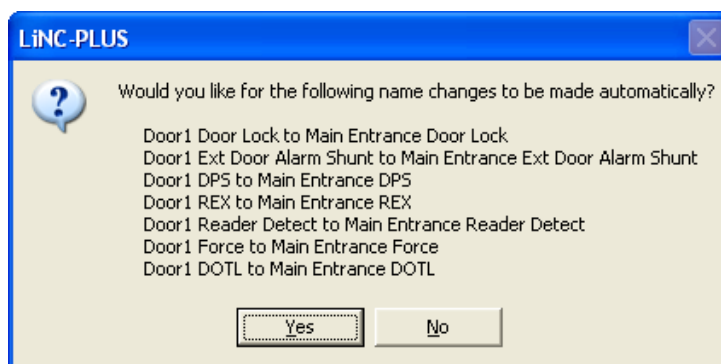 LiNC-PLUS
Would you like for the following name changes to be made automatically?
Door1 Door Lock to Main Entrance Door Lock
Door1 Ext Door Alarm Shunt to Main Entrance Ext Door Alarm Shunt
Door1 DPS to Main Entrance DPS
Door1 REX to Main Entrance REX
Door1 Reader Detect to Main Entrance Reader Detect
Door1 Force to Main Entrance Force
Door1 DOTL to Main Entrance DOTL
Yes No